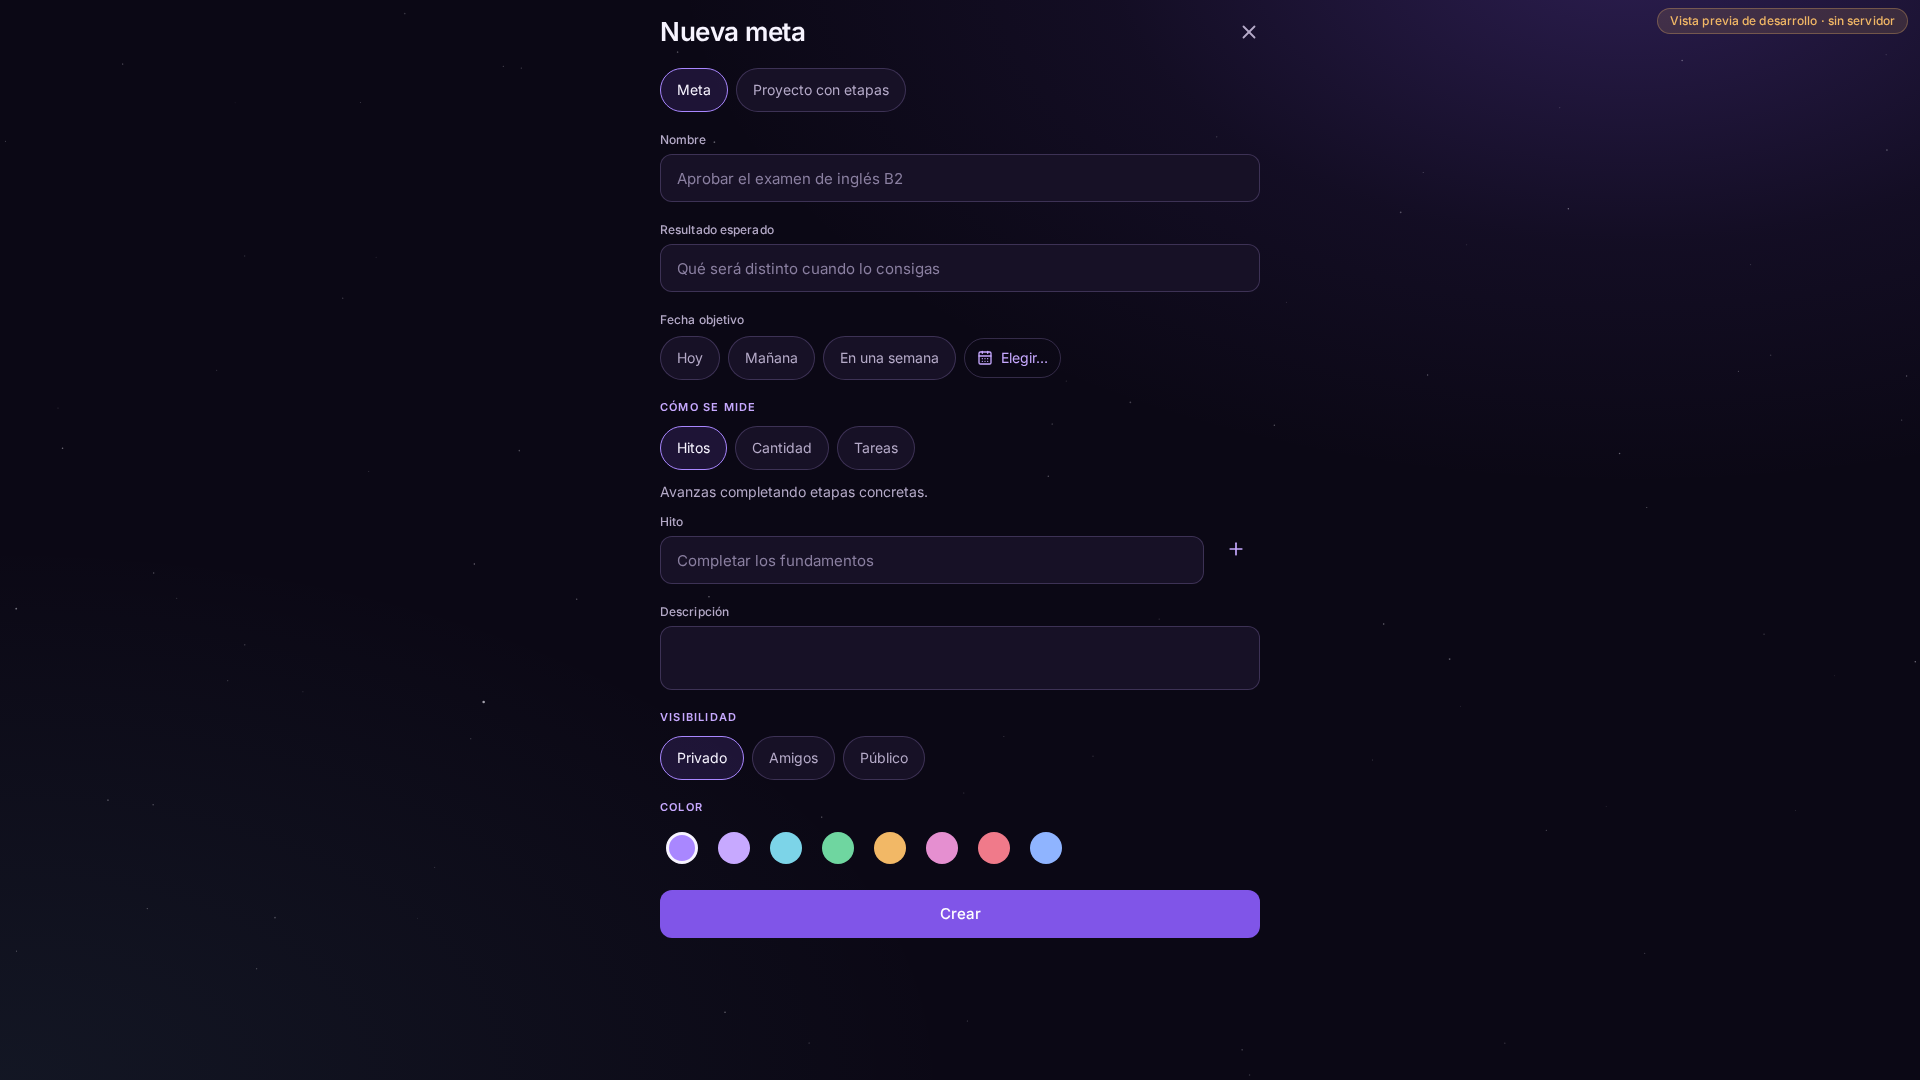 Nueva meta
Vista previa de desarrollo · sin servidor
Meta
Proyecto con etapas
Nombre
Aprobar el examen de inglés B2
Resultado esperado
Qué será distinto cuando lo consigas
Fecha objetivo
Hoy
Mañana
En una semana
Elegir...
CÓMO SE MIDE
Hitos
Cantidad
Tareas
Avanzas completando etapas concretas.
Hito
Completar los fundamentos
Descripción
VISIBILIDAD
Privado
Amigos
Público
COLOR
Crear